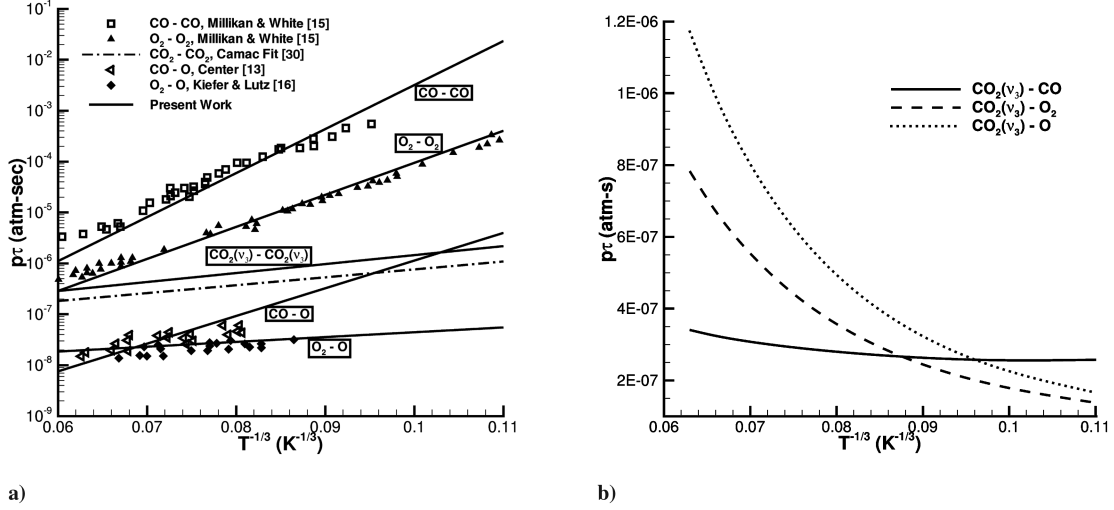 10⁻¹
10⁻²
10⁻³
10⁻⁴
10⁻⁵
10⁻⁶
10⁻⁷
10⁻⁸
10⁻⁹
pτ (atm-sec)
CO - CO, Millikan & White [15]
O₂ - O₂, Millikan & White [15]
CO₂ - CO₂, Camac Fit [30]
CO - O, Center [13]
O₂ - O, Kiefer & Lutz [16]
Present Work
CO - CO
O₂ - O₂
CO₂(ν₃) - CO₂(ν₃)
CO - O
O₂ - O
0.06 0.07 0.08 0.09 0.1 0.11
T⁻¹/³ (K⁻¹/³)
a)
1.2E-06
1E-06
8E-07
6E-07
4E-07
2E-07
pτ (atm-s)
CO₂(ν₃) - CO
CO₂(ν₃) - O₂
CO₂(ν₃) - O
0.06 0.07 0.08 0.09 0.1 0.11
T⁻¹/³ (K⁻¹/³)
b)